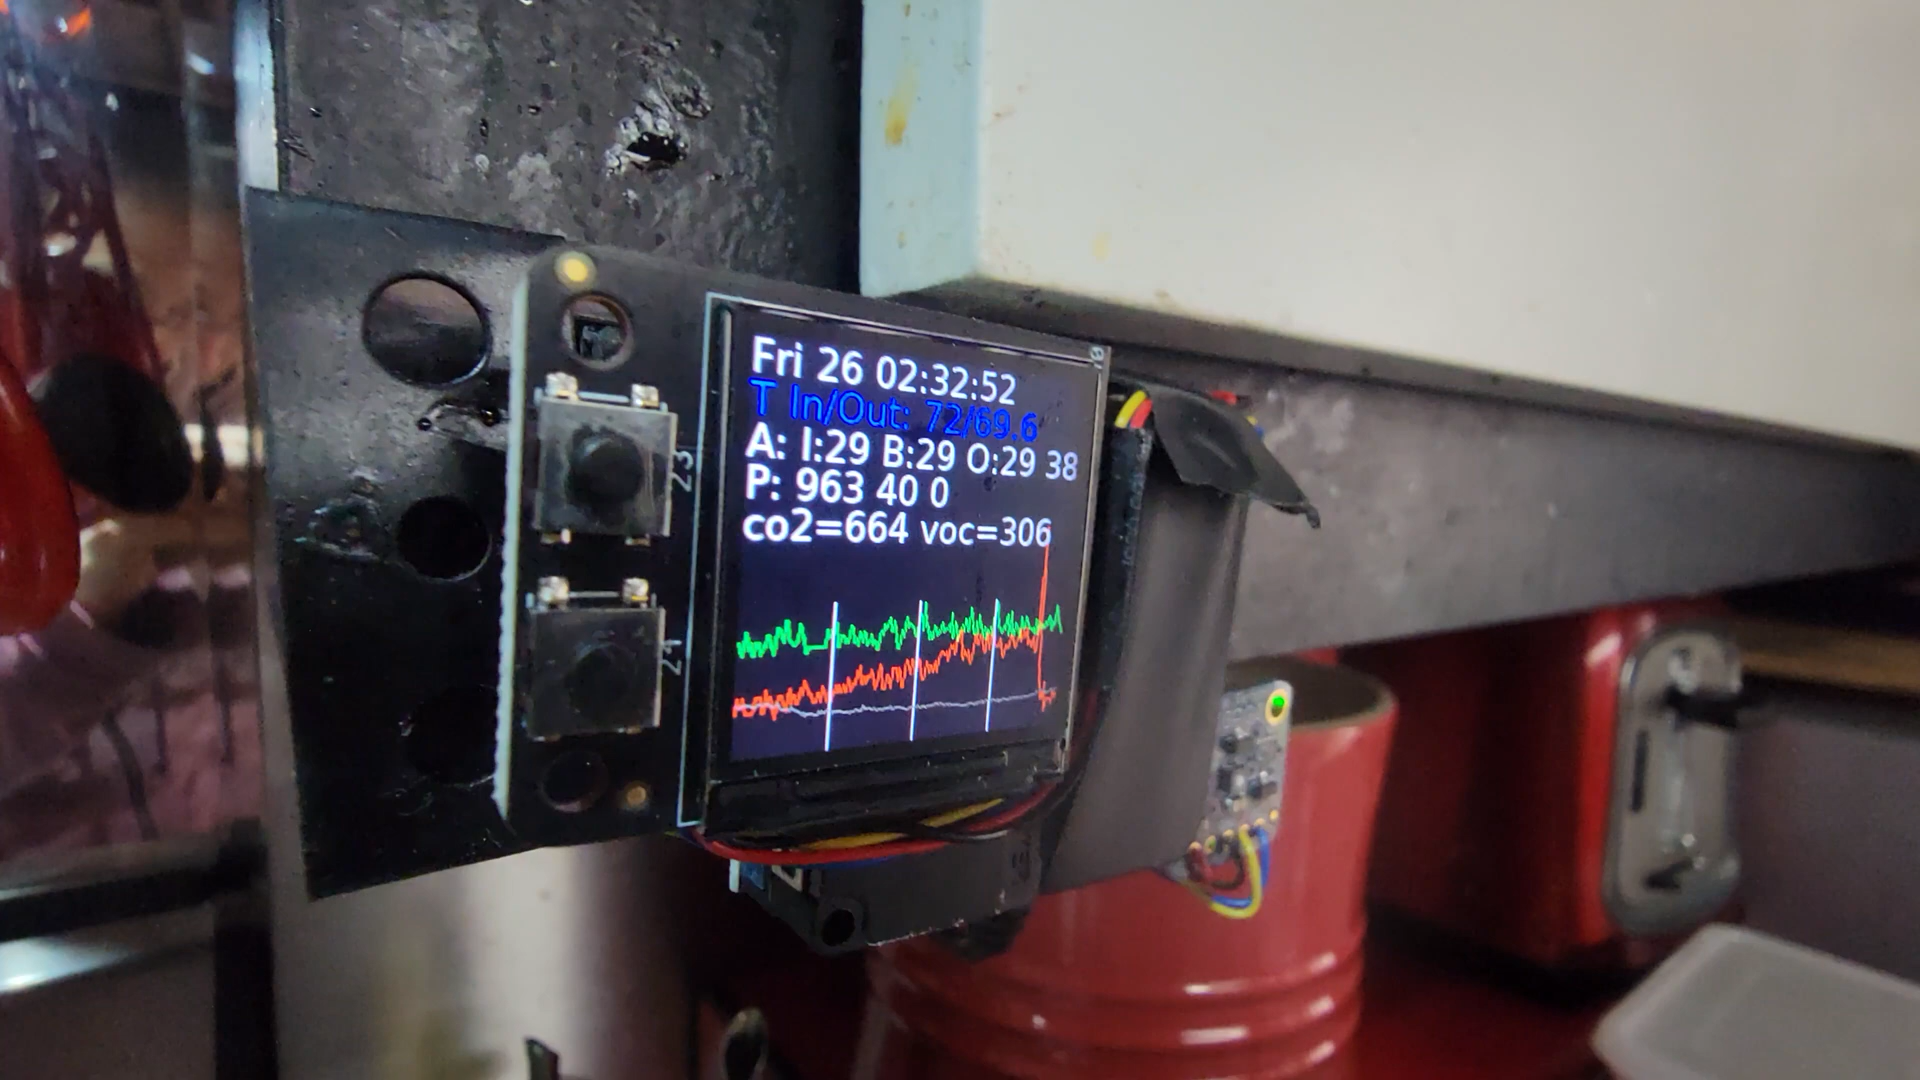 Fri 26 02:32:52
T In/Out: 72/69.6
A: I:29 B:29 O:29 38
P: 963 40 0
co2=664 voc=306
23
24